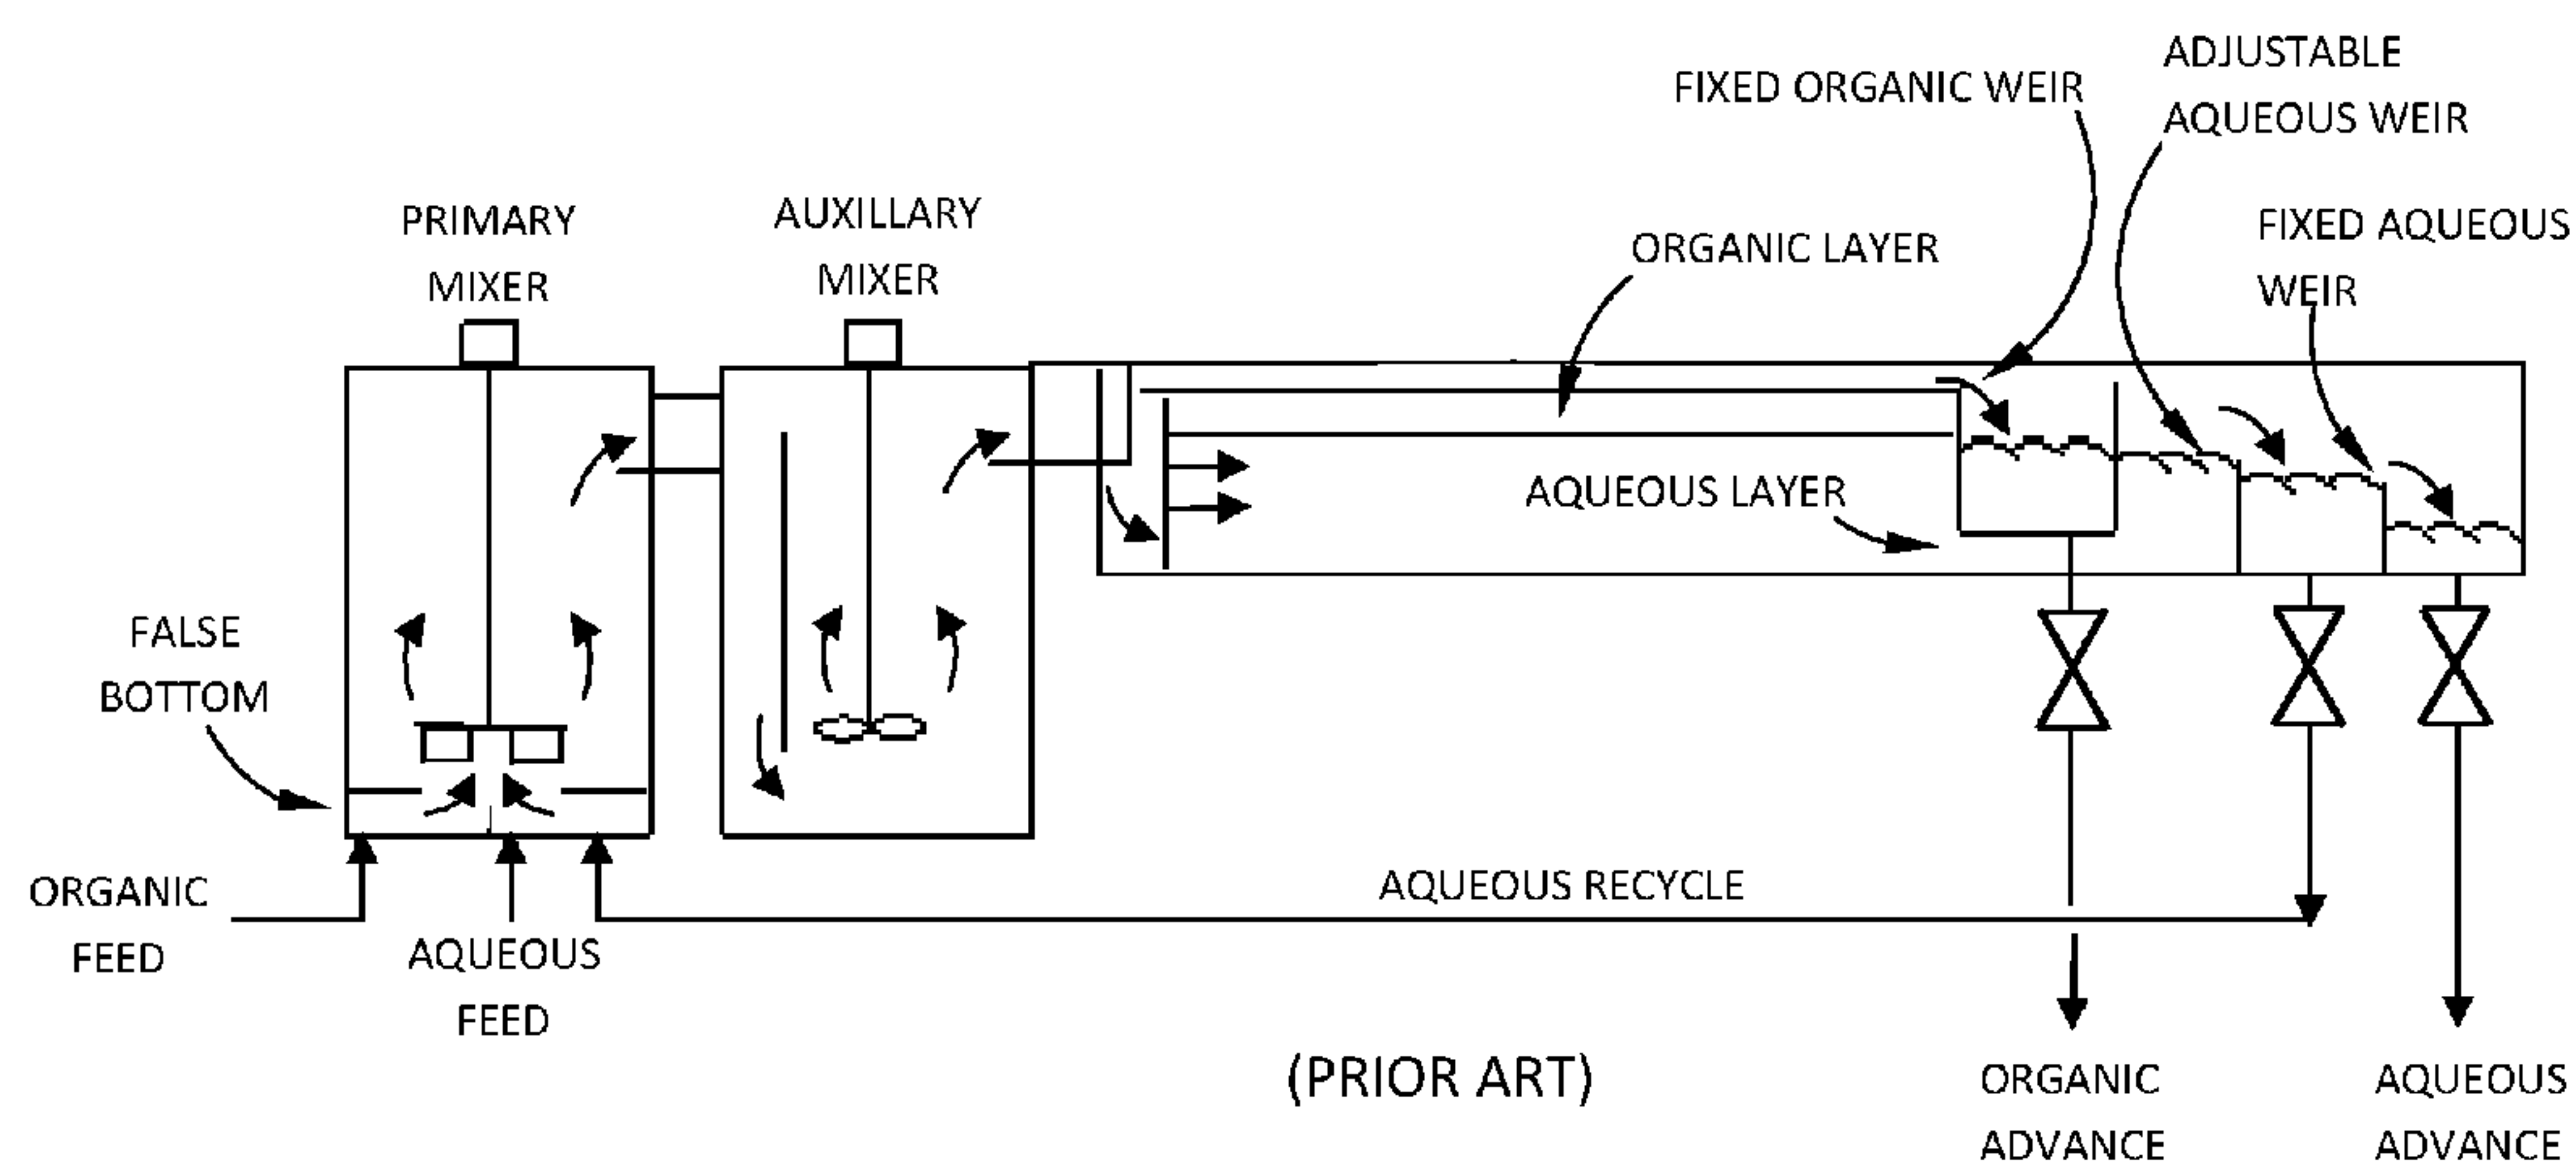 FIXED ORGANIC WEIR
ADJUSTABLE
AQUEOUS WEIR
PRIMARY
MIXER
AUXILLARY
MIXER
ORGANIC LAYER
FIXED AQUEOUS
WEIR
AQUEOUS LAYER
FALSE
BOTTOM
ORGANIC
FEED
AQUEOUS
FEED
AQUEOUS RECYCLE
(PRIOR ART)
ORGANIC
ADVANCE
AQUEOUS
ADVANCE